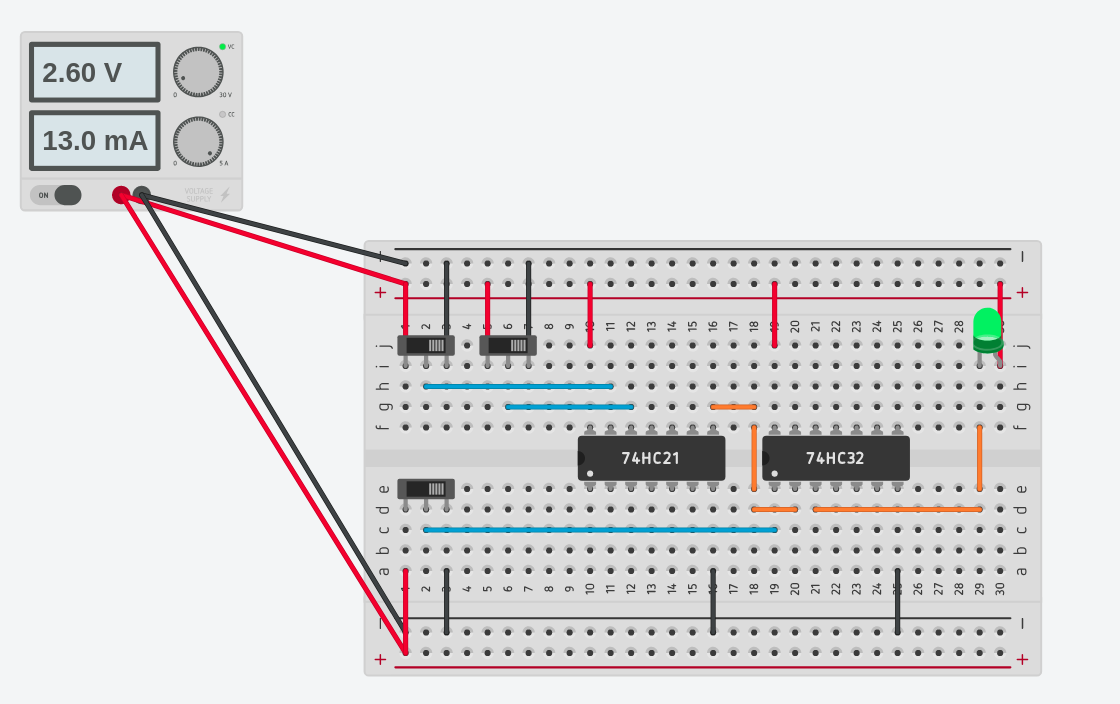 2.60 V
VC
0 30 V
13.0 mA
CC
0 5 A
ON
VOLTAGE
SUPPLY
− −
+ +
1 2 3 4 5 6 7 8 9 10 11 12 13 14 15 16 17 18 19 20 21 22 23 24 25 26 27 28
j j
i i
h h
g g
f f
74HC21 74HC32
e e
d d
c c
b b
a a
1 2 3 4 5 6 7 8 9 10 11 12 13 14 15 16 17 18 19 20 21 22 23 24 25 26 27 28 29 30
− −
+ +